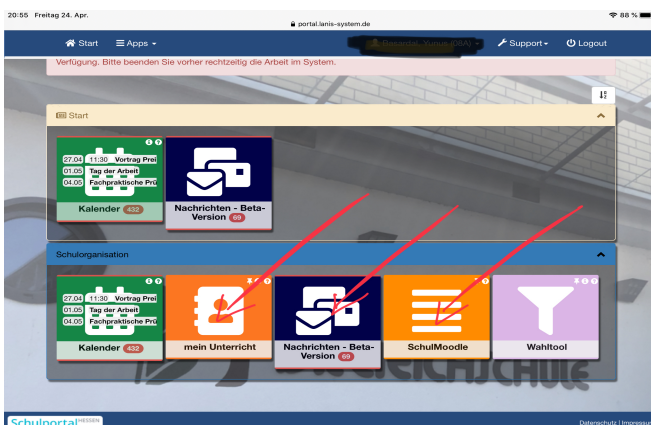 20:55 Freitag 24. Apr.
portal.lanis-system.de
88 %
Start
Apps
Support
Logout
Verfügung. Bitte beenden Sie vorher rechtzeitig die Arbeit im System.
Start
27.04 11:30 Vortrag Prei
01.05 Tag der Arbeit
04.05 Fachpraktische Prü
Kalender 432
Nachrichten - Beta-
Version 69
Schulorganisation
27.04 11:30 Vortrag Prei
01.05 Tag der Arbeit
04.05 Fachpraktische Prü
Kalender 432
mein Unterricht
Nachrichten - Beta-
Version 69
SchulMoodle
Wahltool
Schulportal HESSEN
Datenschutz | Impressum